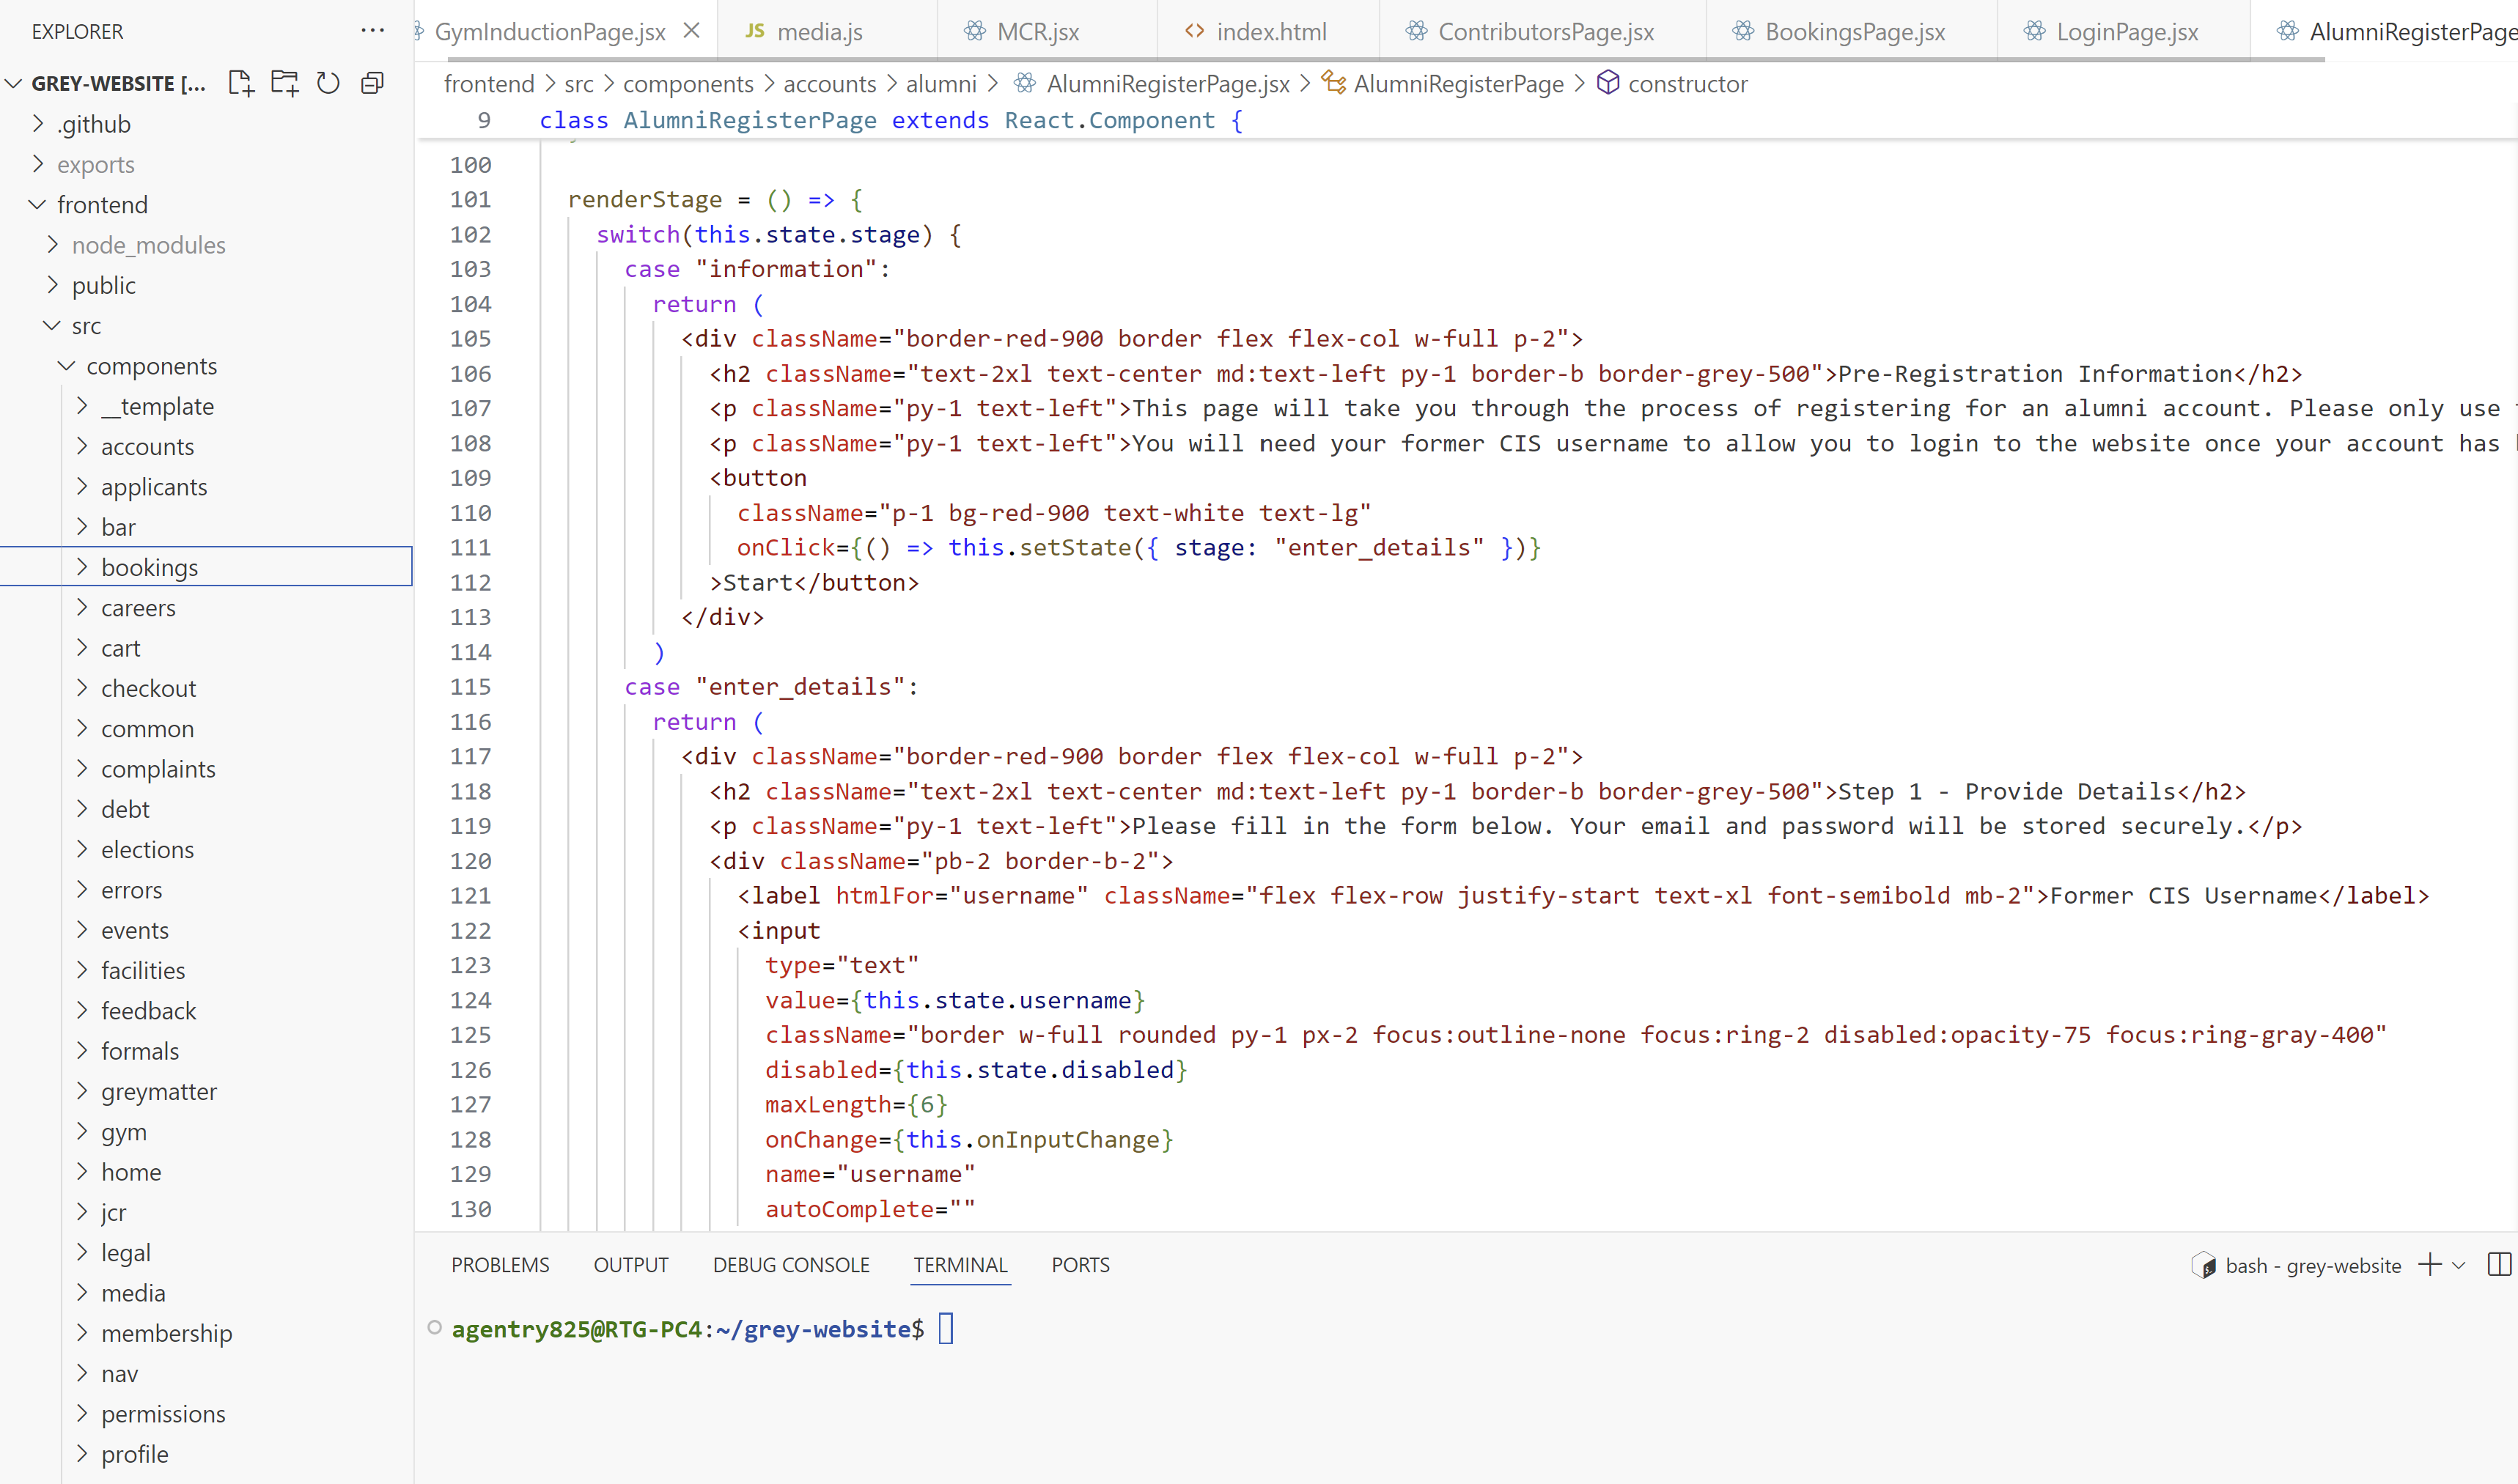 EXPLORER
GREY-WEBSITE [...
.github
exports
frontend
node_modules
public
src
components
__template
accounts
applicants
bar
bookings
careers
cart
checkout
common
complaints
debt
elections
errors
events
facilities
feedback
formals
greymatter
gym
home
jcr
legal
media
membership
nav
permissions
profile
GymInductionPage.jsx
JS media.js
MCR.jsx
index.html
ContributorsPage.jsx
BookingsPage.jsx
LoginPage.jsx
AlumniRegisterPage
frontend > src > components > accounts > alumni > AlumniRegisterPage.jsx > AlumniRegisterPage > constructor
9 class AlumniRegisterPage extends React.Component {
100
101 renderStage = () => {
102 switch(this.state.stage) {
103 case "information":
104 return (
105 <div className="border-red-900 border flex flex-col w-full p-2">
106 <h2 className="text-2xl text-center md:text-left py-1 border-b border-grey-500">Pre-Registration Information</h2>
107 <p className="py-1 text-left">This page will take you through the process of registering for an alumni account. Please only use
108 <p className="py-1 text-left">You will need your former CIS username to allow you to login to the website once your account has
109 <button
110 className="p-1 bg-red-900 text-white text-lg"
111 onClick={() => this.setState({ stage: "enter_details" })}
112 >Start</button>
113 </div>
114 )
115 case "enter_details":
116 return (
117 <div className="border-red-900 border flex flex-col w-full p-2">
118 <h2 className="text-2xl text-center md:text-left py-1 border-b border-grey-500">Step 1 - Provide Details</h2>
119 <p className="py-1 text-left">Please fill in the form below. Your email and password will be stored securely.</p>
120 <div className="pb-2 border-b-2">
121 <label htmlFor="username" className="flex flex-row justify-start text-xl font-semibold mb-2">Former CIS Username</label>
122 <input
123 type="text"
124 value={this.state.username}
125 className="border w-full rounded py-1 px-2 focus:outline-none focus:ring-2 disabled:opacity-75 focus:ring-gray-400"
126 disabled={this.state.disabled}
127 maxLength={6}
128 onChange={this.onInputChange}
129 name="username"
130 autoComplete=""
PROBLEMS OUTPUT DEBUG CONSOLE TERMINAL PORTS
bash - grey-website
agentry825@RTG-PC4:~/grey-website$